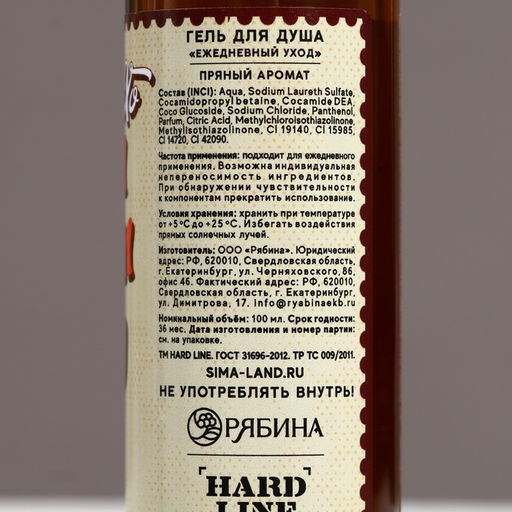 ГЕЛЬ ДЛЯ ДУША
«ЕЖЕДНЕВНЫЙ УХОД»
ПРЯНЫЙ АРОМАТ
Состав (INCI): Aqua, Sodium Laureth Sulfate,
Cocamidopropyl betaine, Cocamide DEA,
Coco Glucoside, Sodium Chloride, Panthenol,
Parfum, Citric Acid, Methylchloroisothiazolinone,
Methylisothiazolinone, CI 19140, CI 15985,
CI 14720, CI 42090.
Частота применения: подходит для ежедневного
применения. Возможна индивидуальная
непереносимость ингредиентов.
При обнаружении чувствительности
к компонентам прекратить использование.
Условия хранения: хранить при температуре
от +5°С до +25°С. Избегать воздействия
прямых солнечных лучей.
Изготовитель: ООО «Рябина». Юридический
адрес: РФ, 620010, Свердловская область,
г. Екатеринбург, ул. Черняховского, 86,
офис 46. Фактический адрес: РФ, 620010,
Свердловская область, г. Екатеринбург,
ул. Димитрова, 17. info@ryabinaekb.ru
Номинальный объём: 100 мл. Срок годности:
36 мес. Дата изготовления и номер партии:
см. на упаковке.
ТМ HARD LINE. ГОСТ 31696-2012. ТР ТС 009/2011.
SIMA-LAND.RU
НЕ УПОТРЕБЛЯТЬ ВНУТРЬ!
РЯБИНА
HARD
LINE